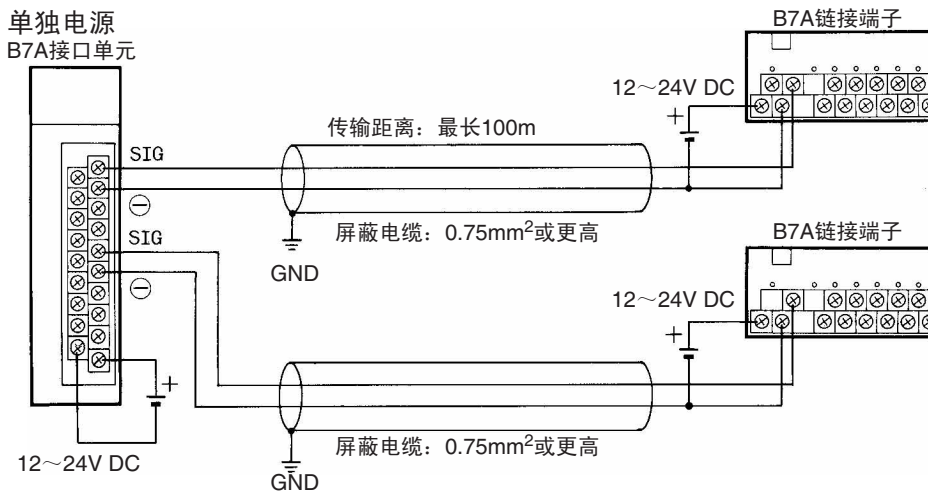 单独电源
B7A接口单元
B7A链接端子
12～24V DC
+
传输距离：最长100m
SIG
⊖
屏蔽电缆：0.75mm²或更高
GND
SIG
⊖
B7A链接端子
12～24V DC
+
+
屏蔽电缆：0.75mm²或更高
12～24V DC
GND